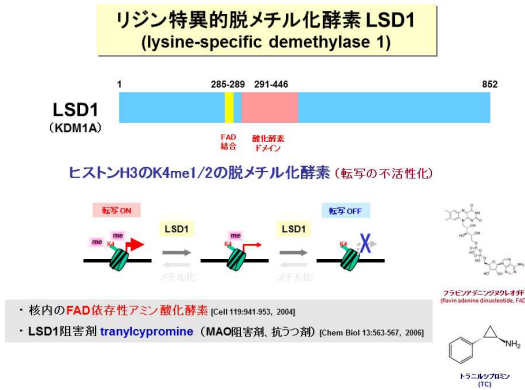 リジン特異的脱メチル化酵素 LSD1
(lysine-specific demethylase 1)
1 285-289 291-446 852
LSD1
（KDM1A）
FAD
結合
酸化酵素
ドメイン
ヒストンH3のK4me1/2の脱メチル化酵素（転写の不活性化）
転写 ON
LSD1
LSD1
転写 OFF
me
me
K4
me
K4
K4
メチル化
メチル化
フラビンアデニンジヌクレオチド
(flavin adenine dinucleotide, FAD)
・核内のFAD依存性アミン酸化酵素 [Cell 119:941-953, 2004]
・LSD1阻害剤 tranylcypromine （MAO阻害剤、抗うつ剤）[Chem Biol 13:563-567, 2006]
NH2
トラニルシプロミン
(TC)